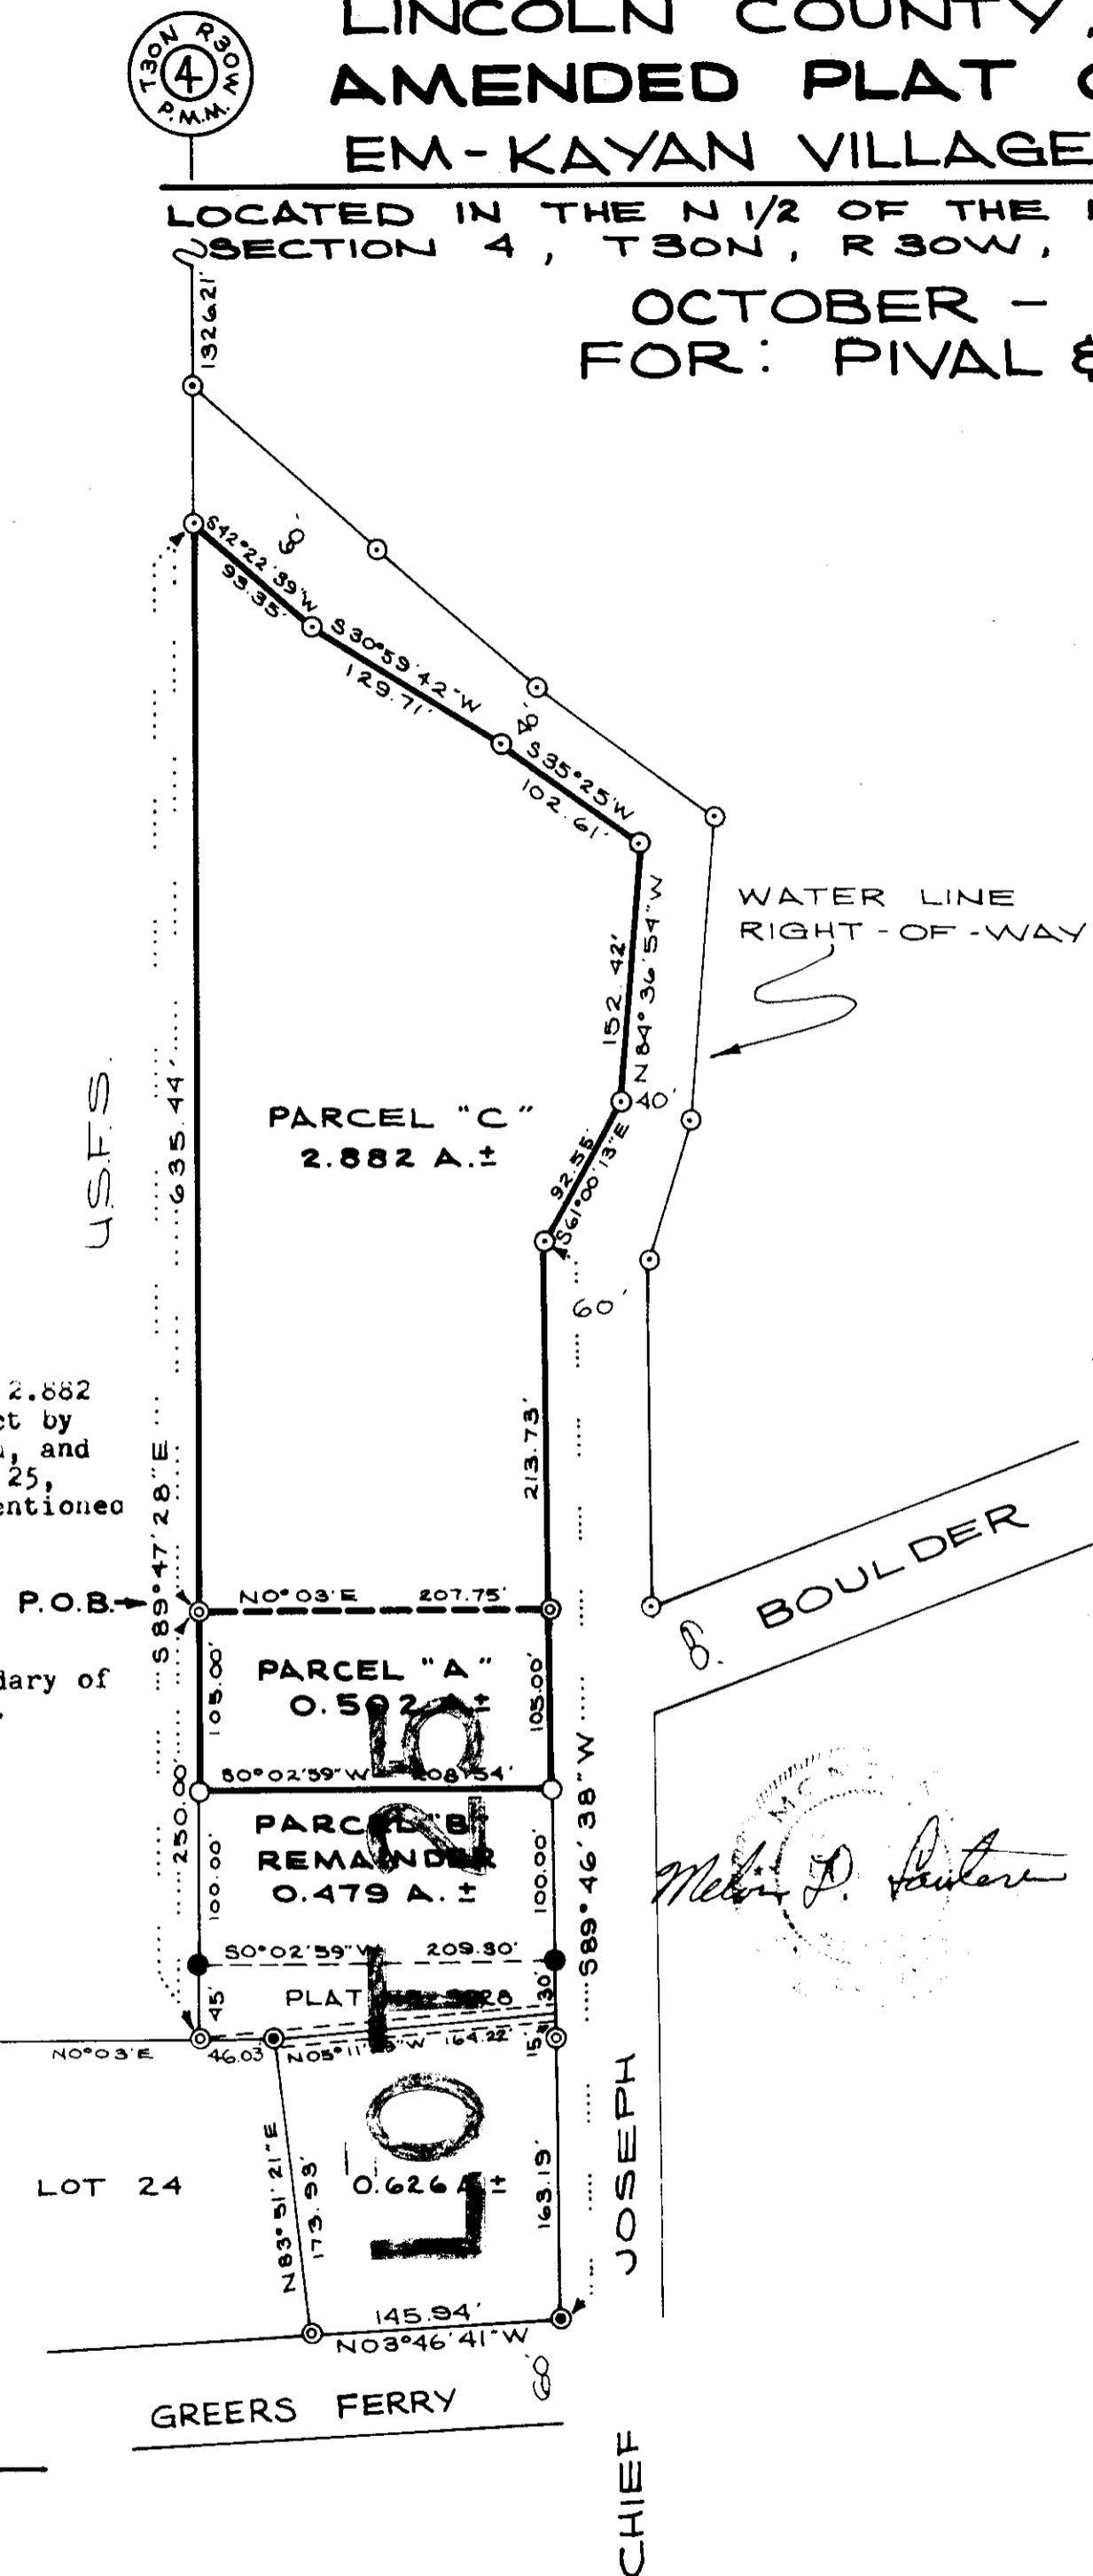 T30N R30W
4
P.M.M.
LINCOLN COUNTY,
AMENDED PLAT
EM-KAYAN VILLAGE
LOCATED IN THE N 1/2 OF THE
SECTION 4, T30N, R30W,
OCTOBER -
FOR: PIVAL &
1326.21'
S42°22'39"W
93.35'
60'
S30°59'42"W
129.71'
40'
S35°25'W
102.61'
152.42'
N84°36'54"W
WATER LINE
RIGHT-OF-WAY
40'
PARCEL "C"
2.882 A.±
92.55'
S61°00'13"E
U.S.F.S.
635.44'
S89°47'28"E
60'
213.73'
2.882
by
and
25,
P.O.B.
N0°03'E 207.75'
BOULDER
PARCEL "A"
105.00'
105.00'
of
S0°02'59"W 208.54'
PARCEL "B"
REMAINDER
0.479 A.±
250.00'
100.00'
100.00'
S89°46'38"W
S0°02'59"W 209.30'
45'
PLAT
30'
N0°03'E
46.03'
164.22'
15'
LOT 25
LOT 24
N83°51'21"E
173.93'
0.626 A±
163.19'
145.94'
N03°46'41"W
60'
GREERS FERRY
CHIEF JOSEPH